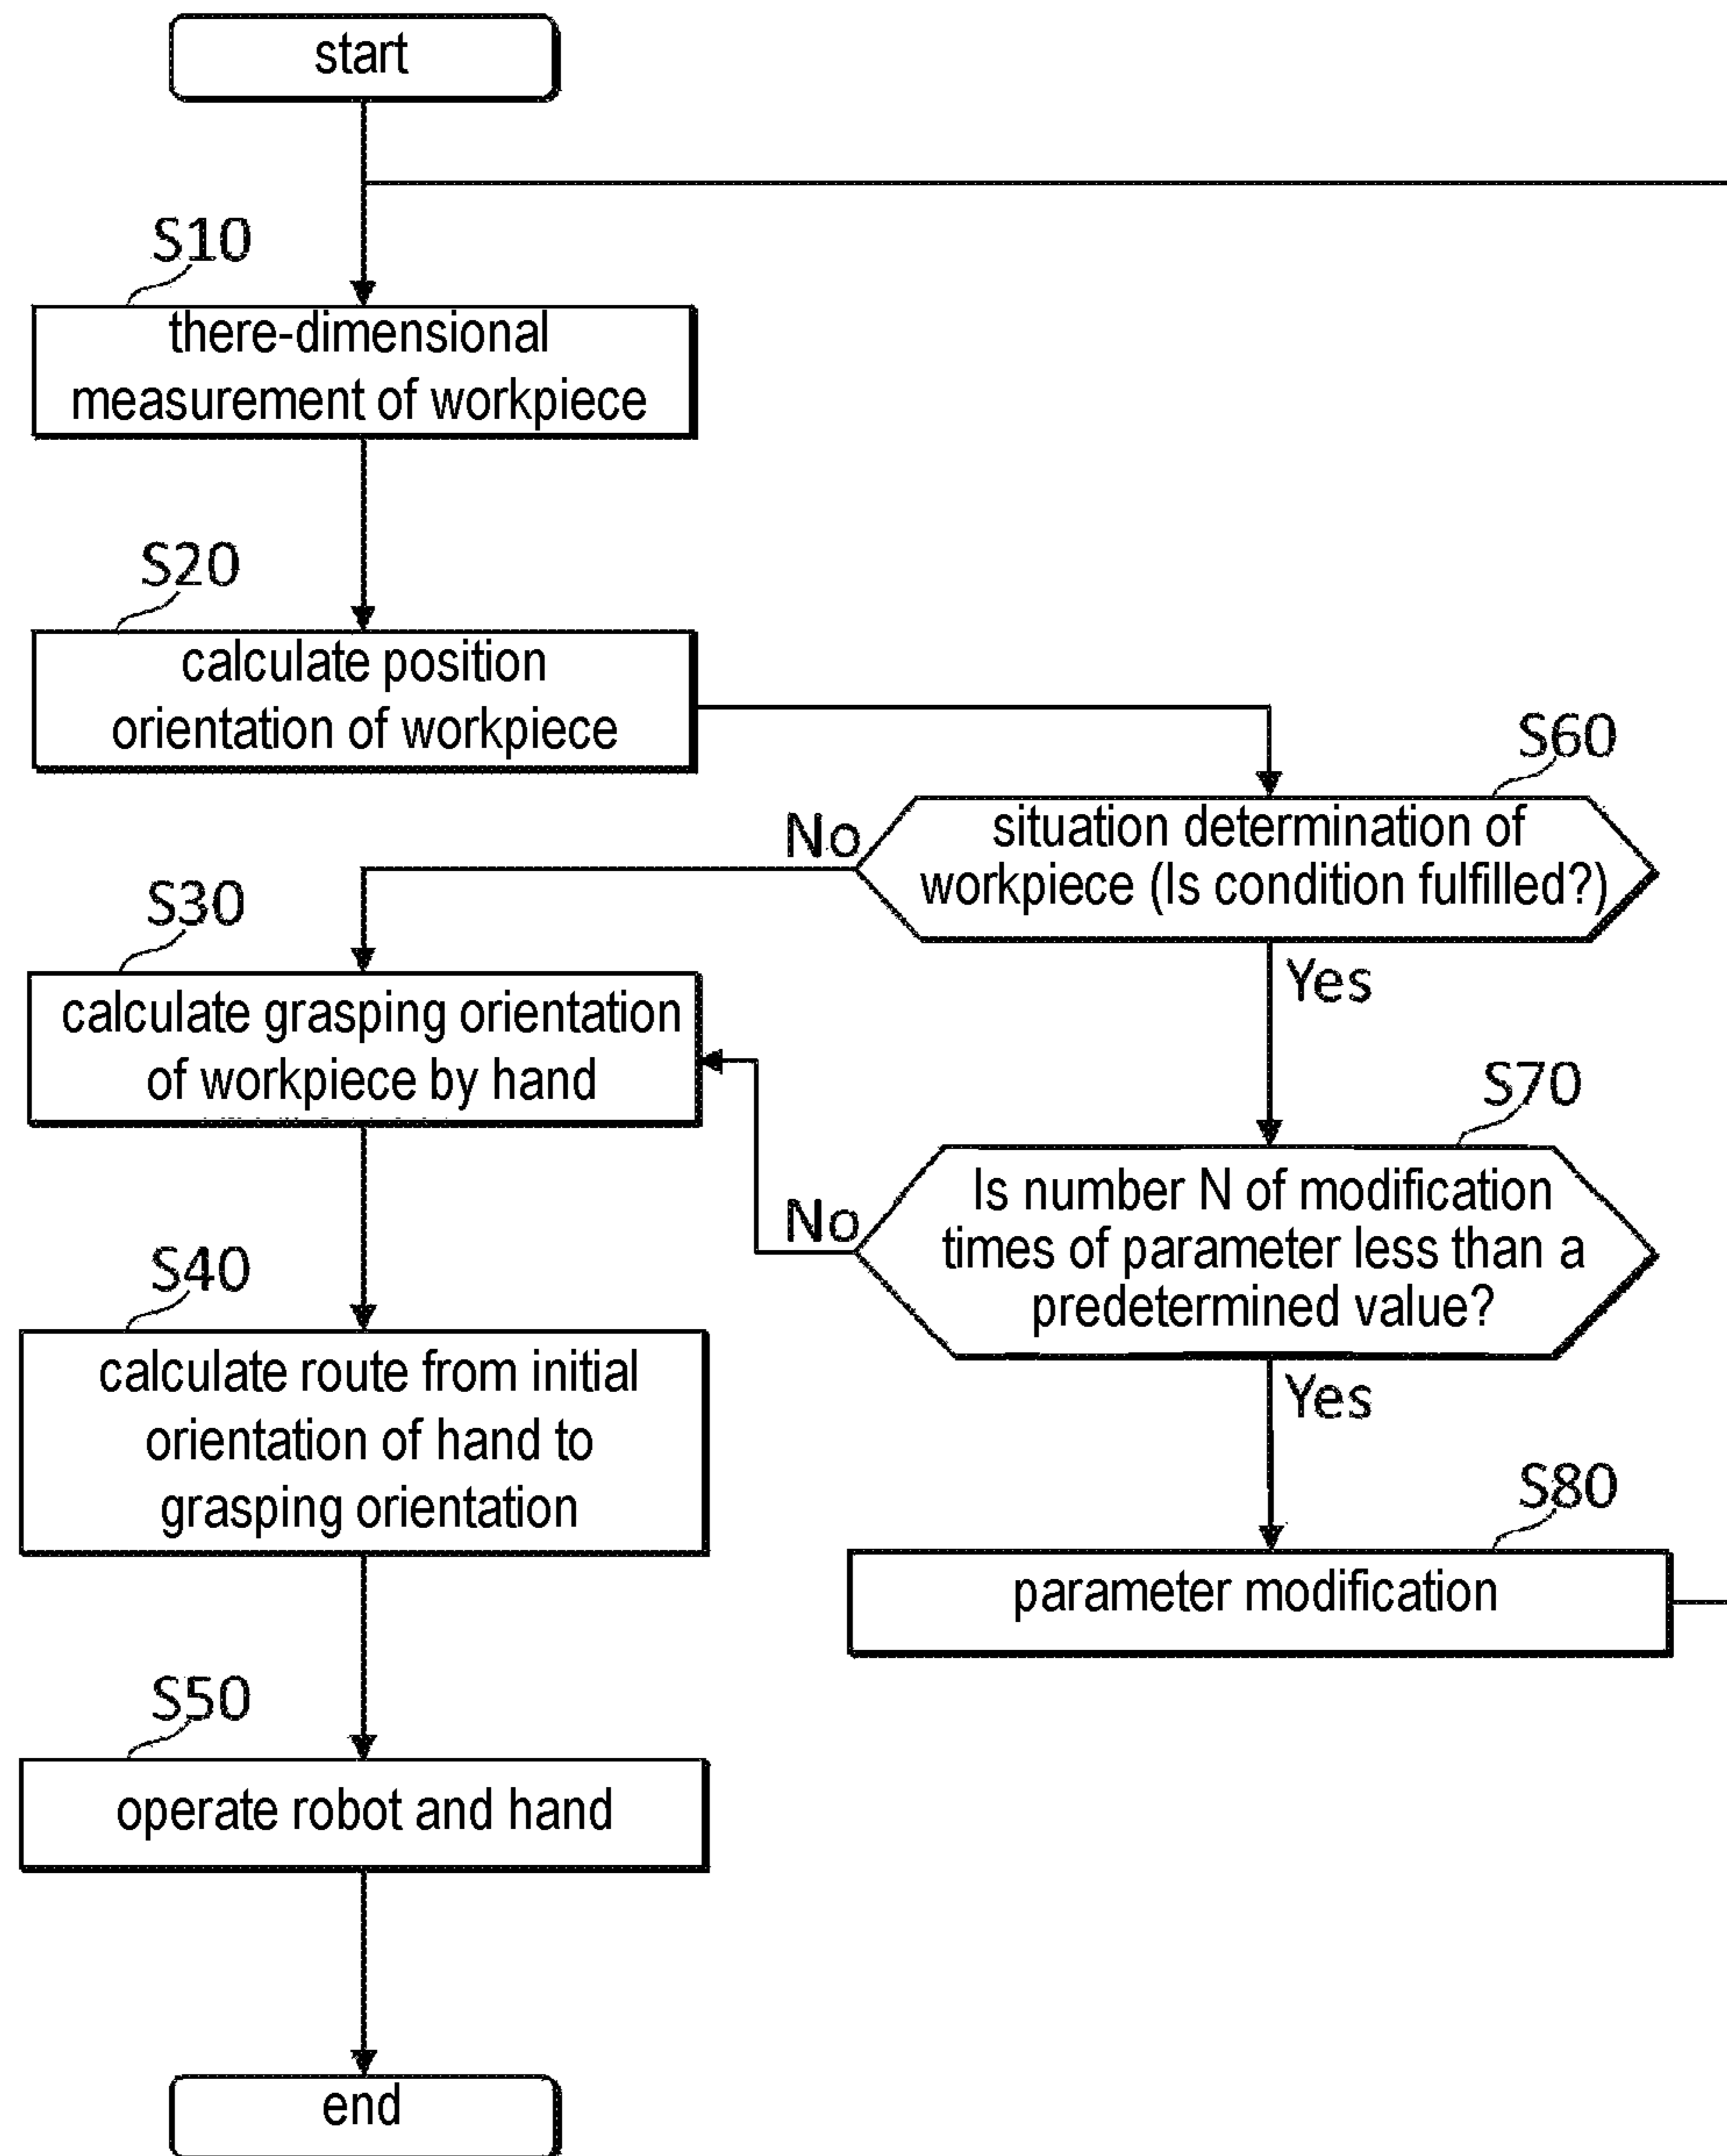 start
S10
there-dimensional
measurement of workpiece
S20
calculate position
orientation of workpiece
S60
situation determination of
workpiece (Is condition fulfilled?)
No
Yes
S30
calculate grasping orientation
of workpiece by hand
S70
Is number N of modification
times of parameter less than a
predetermined value?
No
Yes
S40
calculate route from initial
orientation of hand to
grasping orientation
S80
parameter modification
S50
operate robot and hand
end